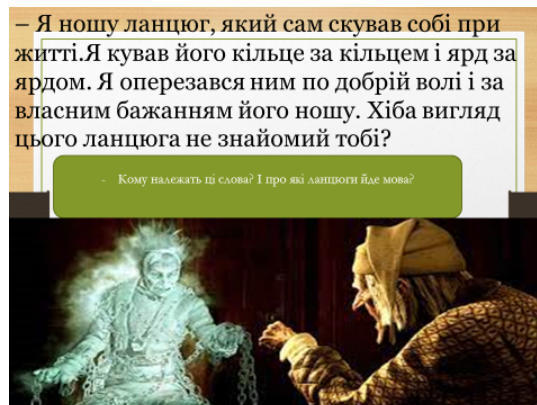 – Я ношу ланцюг, який сам скував собі при
житті.Я кував його кільце за кільцем і ярд за
ярдом. Я оперезався ним по добрій волі і за
власним бажанням його ношу. Хіба вигляд
цього ланцюга не знайомий тобі?
- Кому належать ці слова? І про які ланцюги йде мова?